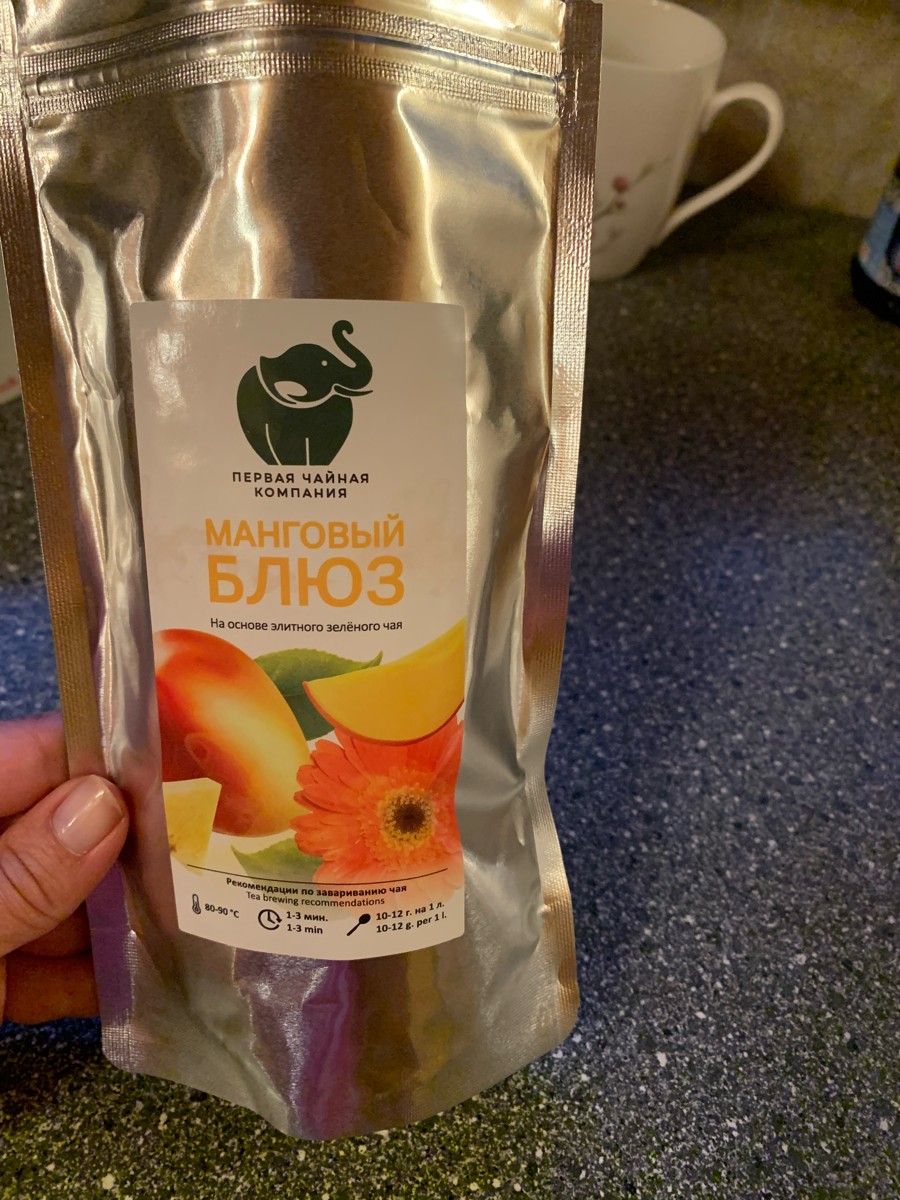 ПЕРВАЯ ЧАЙНАЯ
КОМПАНИЯ
МАНГОВЫЙ
БЛЮЗ
На основе элитного зелёного чая
Рекомендации по завариванию чая
Tea brewing recommendations
80-90 °C
1-3 мин.
1-3 min
10-12 г. на 1 л.
10-12 g. per 1 l.